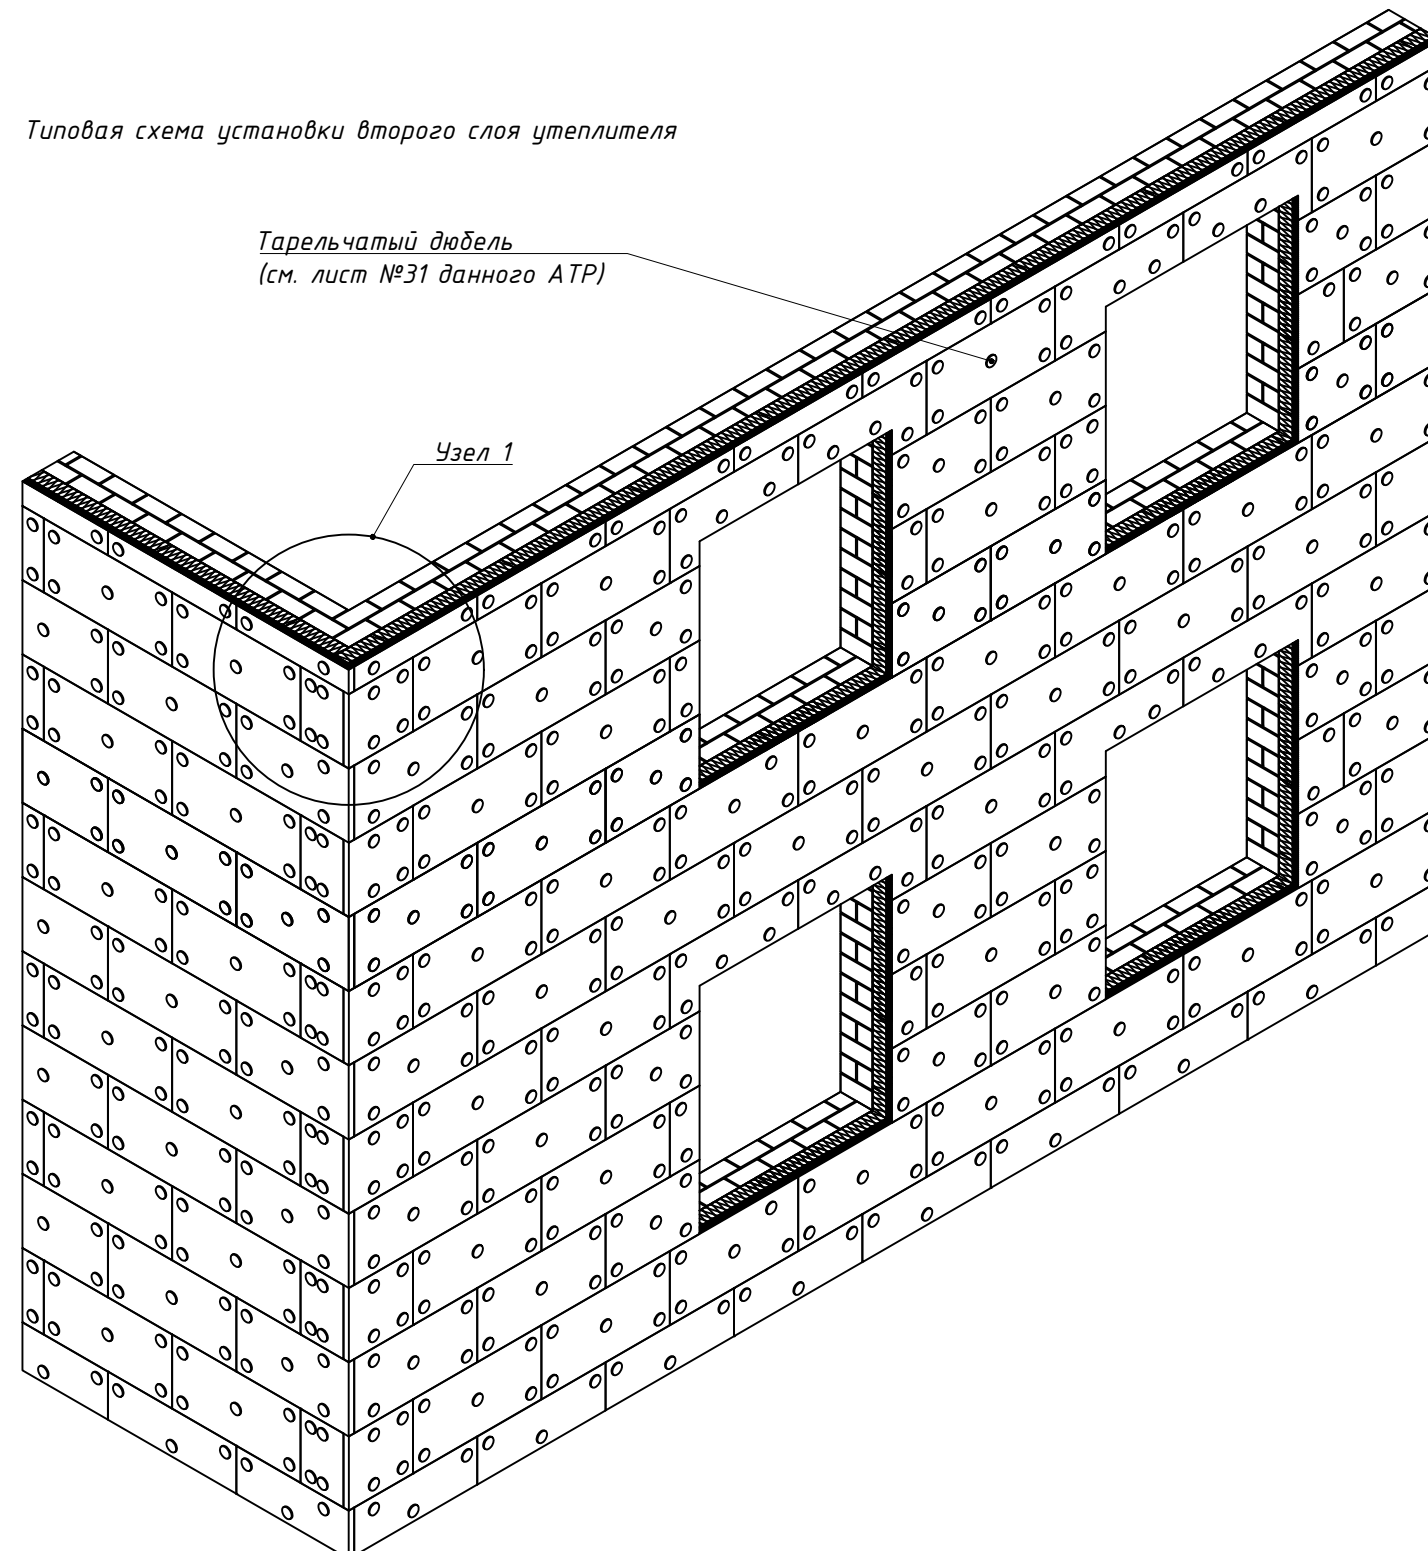 Типовая схема установки второго слоя утеплителя
Тарельчатый дюбель
(см. лист №31 данного АТР)
Узел 1